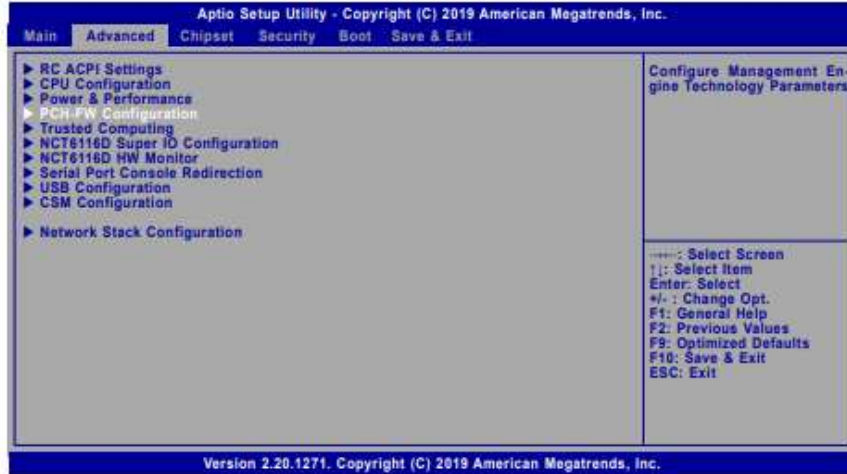 Aptio Setup Utility - Copyright (C) 2019 American Megatrends, Inc.
Main Advanced Chipset Security Boot Save & Exit
▶ RC ACPI Settings
▶ CPU Configuration
▶ Power & Performance
▶ PCH-FW Configuration
▶ Trusted Computing
▶ NCT6116D Super IO Configuration
▶ NCT6116D HW Monitor
▶ Serial Port Console Redirection
▶ USB Configuration
▶ CSM Configuration
▶ Network Stack Configuration
Configure Management En-
gine Technology Parameters
→←: Select Screen
↑↓: Select Item
Enter: Select
+/- : Change Opt.
F1: General Help
F2: Previous Values
F9: Optimized Defaults
F10: Save & Exit
ESC: Exit
Version 2.20.1271. Copyright (C) 2019 American Megatrends, Inc.